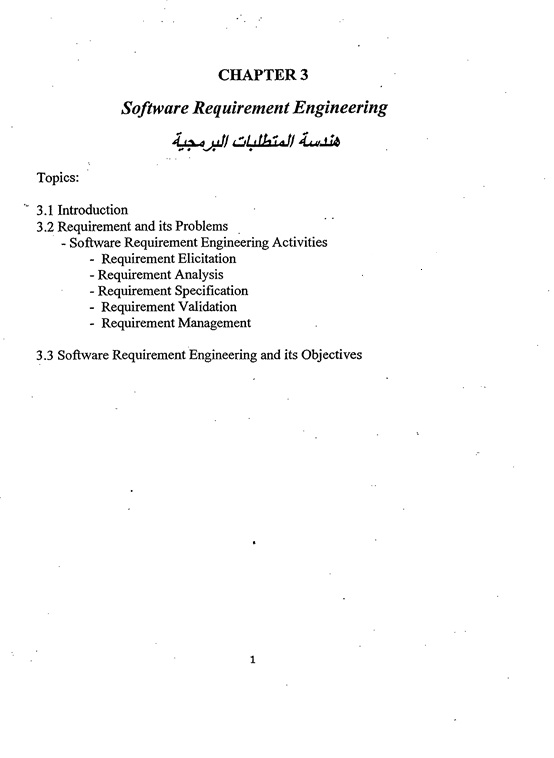 CHAPTER 3
Software Requirement Engineering
هندسة المتطلبات البرمجية
Topics:
3.1 Introduction
3.2 Requirement and its Problems
- Software Requirement Engineering Activities
- Requirement Elicitation
- Requirement Analysis
- Requirement Specification
- Requirement Validation
- Requirement Management
3.3 Software Requirement Engineering and its Objectives
1